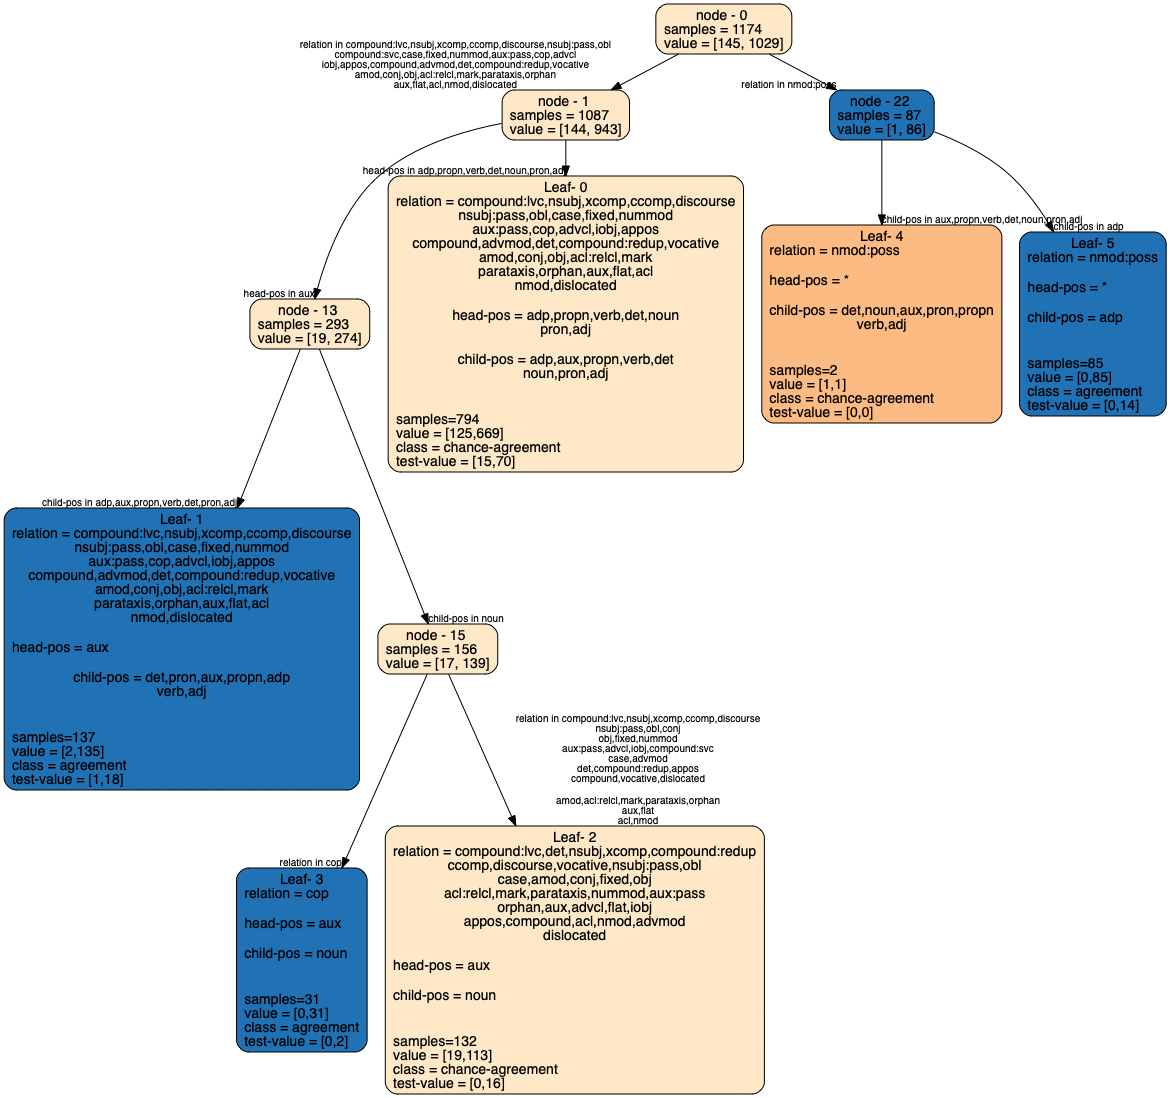 node - 0
samples = 1174
value = [145, 1029]
relation in compound:lvc,nsubj,xcomp,ccomp,discourse,nsubj:pass,obl
compound:svc,case,fixed,nummod,aux:pass,cop,advcl
iobj,appos,compound,advmod,det,compound:redup,vocative
amod,conj,obj,acl:relcl,mark,parataxis,orphan
aux,flat,acl,nmod,dislocated
relation in nmod:poss
node - 1
samples = 1087
value = [144, 943]
node - 22
samples = 87
value = [1, 86]
head-pos in adp,propn,verb,det,noun,pron,adj
Leaf- 0
relation = compound:lvc,nsubj,xcomp,ccomp,discourse
nsubj:pass,obl,case,fixed,nummod
aux:pass,cop,advcl,iobj,appos
compound,advmod,det,compound:redup,vocative
amod,conj,obj,acl:relcl,mark
parataxis,orphan,aux,flat,acl
nmod,dislocated
head-pos = adp,propn,verb,det,noun
pron,adj
child-pos = adp,aux,propn,verb,det
noun,pron,adj
samples=794
value = [125,669]
class = chance-agreement
test-value = [15,70]
child-pos in aux,propn,verb,det,noun,pron,adj
Leaf- 4
relation = nmod:poss
head-pos = *
child-pos = det,noun,aux,pron,propn
verb,adj
samples=2
value = [1,1]
class = chance-agreement
test-value = [0,0]
child-pos in adp
Leaf- 5
relation = nmod:poss
head-pos = *
child-pos = adp
samples=85
value = [0,85]
class = agreement
test-value = [0,14]
head-pos in aux
node - 13
samples = 293
value = [19, 274]
child-pos in adp,aux,propn,verb,det,pron,adj
Leaf- 1
relation = compound:lvc,nsubj,xcomp,ccomp,discourse
nsubj:pass,obl,case,fixed,nummod
aux:pass,cop,advcl,iobj,appos
compound,advmod,det,compound:redup,vocative
amod,conj,obj,acl:relcl,mark
parataxis,orphan,aux,flat,acl
nmod,dislocated
head-pos = aux
child-pos = det,pron,aux,propn,adp
verb,adj
samples=137
value = [2,135]
class = agreement
test-value = [1,18]
child-pos in noun
node - 15
samples = 156
value = [17, 139]
relation in compound:lvc,nsubj,xcomp,ccomp,discourse
nsubj:pass,obl,conj
obj,fixed,nummod
aux:pass,advcl,iobj,compound:svc
case,advmod
det,compound:redup,appos
compound,vocative,dislocated
amod,acl:relcl,mark,parataxis,orphan
aux,flat
acl,nmod
relation in cop
Leaf- 3
relation = cop
head-pos = aux
child-pos = noun
samples=31
value = [0,31]
class = agreement
test-value = [0,2]
Leaf- 2
relation = compound:lvc,det,nsubj,xcomp,compound:redup
ccomp,discourse,vocative,nsubj:pass,obl
case,amod,conj,fixed,obj
acl:relcl,mark,parataxis,nummod,aux:pass
orphan,aux,advcl,flat,iobj
appos,compound,acl,nmod,advmod
dislocated
head-pos = aux
child-pos = noun
samples=132
value = [19,113]
class = chance-agreement
test-value = [0,16]